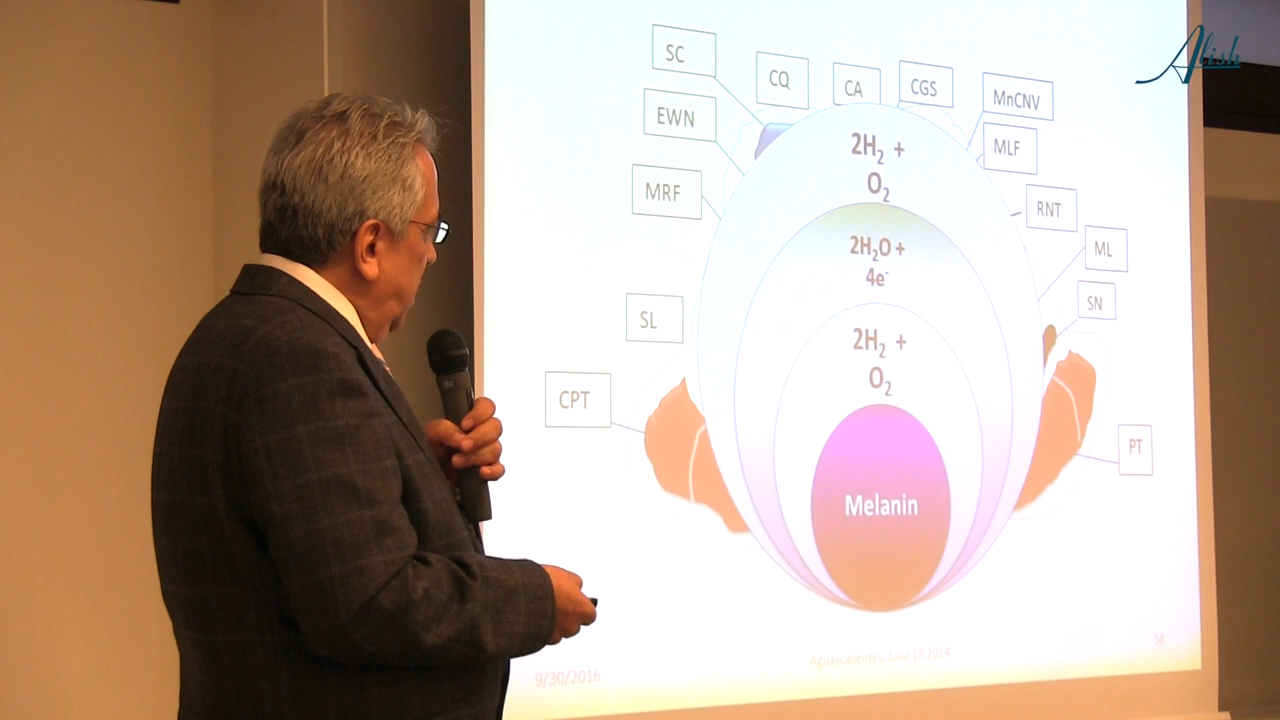 Alish
SC
CQ
CA
CGS
MnCNV
EWN
MLF
MRF
RNT
ML
SN
SL
CPT
PT
2H₂ +
O₂
2H₂O +
4e⁻
2H₂ +
O₂
Melanin
9/30/2016
Aguascalientes, Julio 18 2014
58